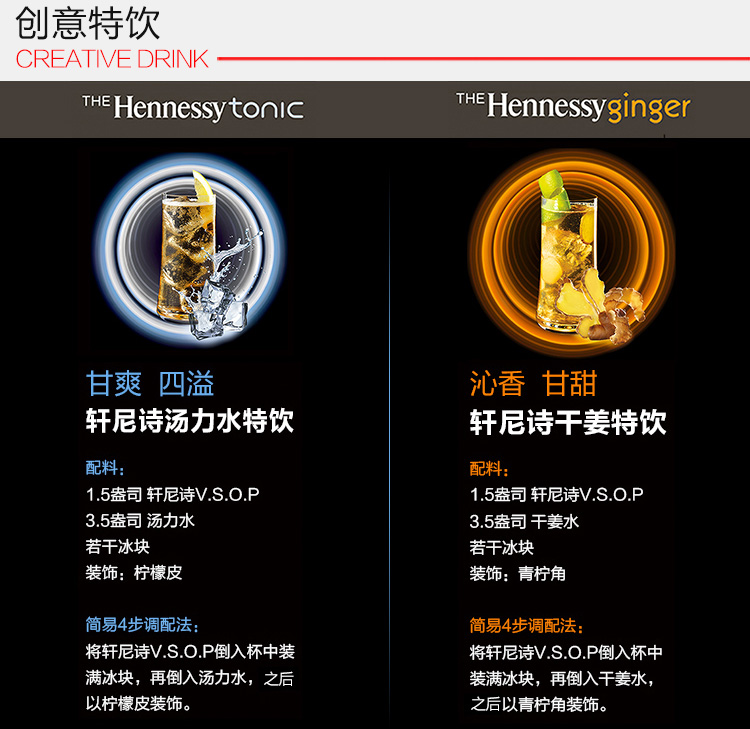 创意特饮
CREATIVE DRINK
THE Hennessy tonic
甘爽 四溢
轩尼诗汤力水特饮
配料：
1.5盎司 轩尼诗V.S.O.P
3.5盎司 汤力水
若干冰块
装饰：柠檬皮
简易4步调配法：
将轩尼诗V.S.O.P倒入杯中装
满冰块，再倒入汤力水，之后
以柠檬皮装饰。
THE Hennessy ginger
沁香 甘甜
轩尼诗干姜特饮
配料：
1.5盎司 轩尼诗V.S.O.P
3.5盎司 干姜水
若干冰块
装饰：青柠角
简易4步调配法：
将轩尼诗V.S.O.P倒入杯中
装满冰块，再倒入干姜水，
之后以青柠角装饰。